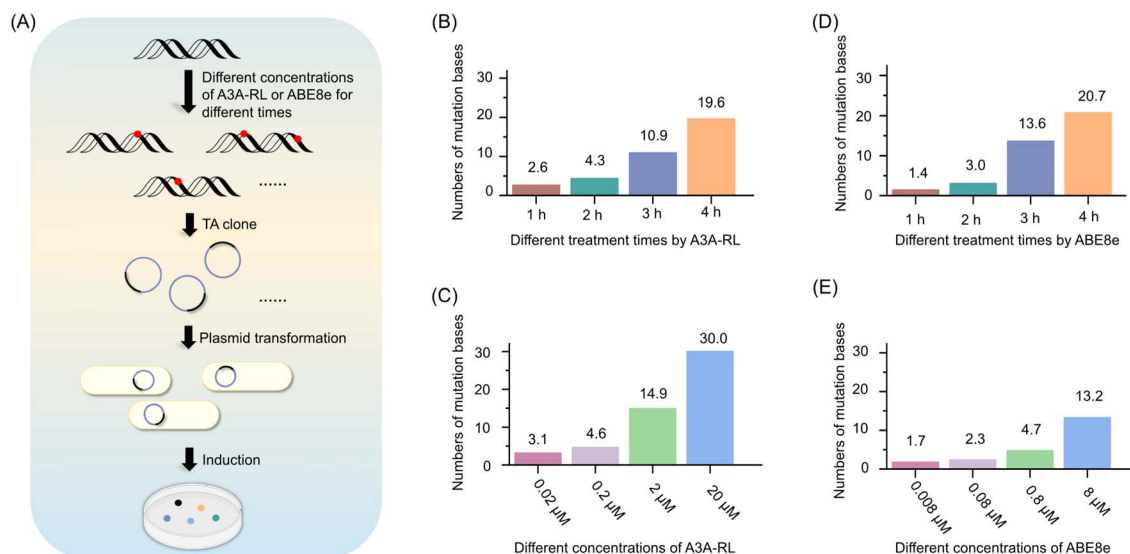 (A)
Different concentrations
of A3A-RL or ABE8e for
different times
......
TA clone
......
Plasmid transformation
Induction
(B)
Numbers of mutation bases
30
20
10
0
2.6
4.3
10.9
19.6
1 h
2 h
3 h
4 h
Different treatment times by A3A-RL
(D)
Numbers of mutation bases
30
20
10
0
1.4
3.0
13.6
20.7
1 h
2 h
3 h
4 h
Different treatment times by ABE8e
(C)
Numbers of mutation bases
30
20
10
0
3.1
4.6
14.9
30.0
0.02 μM
0.2 μM
2 μM
20 μM
Different concentrations of A3A-RL
(E)
Numbers of mutation bases
30
20
10
0
1.7
2.3
4.7
13.2
0.008 μM
0.08 μM
0.8 μM
8 μM
Different concentrations of ABE8e